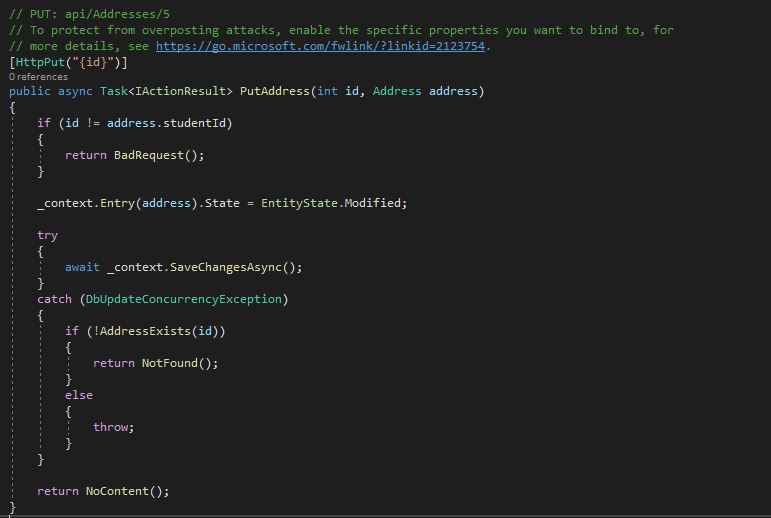 // PUT: api/Addresses/5
// To protect from overposting attacks, enable the specific properties you want to bind to, for
// more details, see https://go.microsoft.com/fwlink/?linkid=2123754.
[HttpPut("{id}")]
0 references
public async Task<IActionResult> PutAddress(int id, Address address)
{
if (id != address.studentId)
{
return BadRequest();
}
_context.Entry(address).State = EntityState.Modified;
try
{
await _context.SaveChangesAsync();
}
catch (DbUpdateConcurrencyException)
{
if (!AddressExists(id))
{
return NotFound();
}
else
{
throw;
}
}
return NoContent();
}